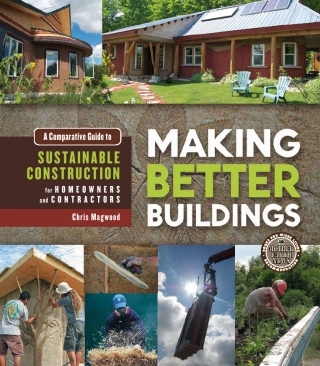 A Comparative Guide to
SUSTAINABLE
CONSTRUCTION
for HOMEOWNERS
and CONTRACTORS
Chris Magwood
MAKING
BETTER
BUILDINGS